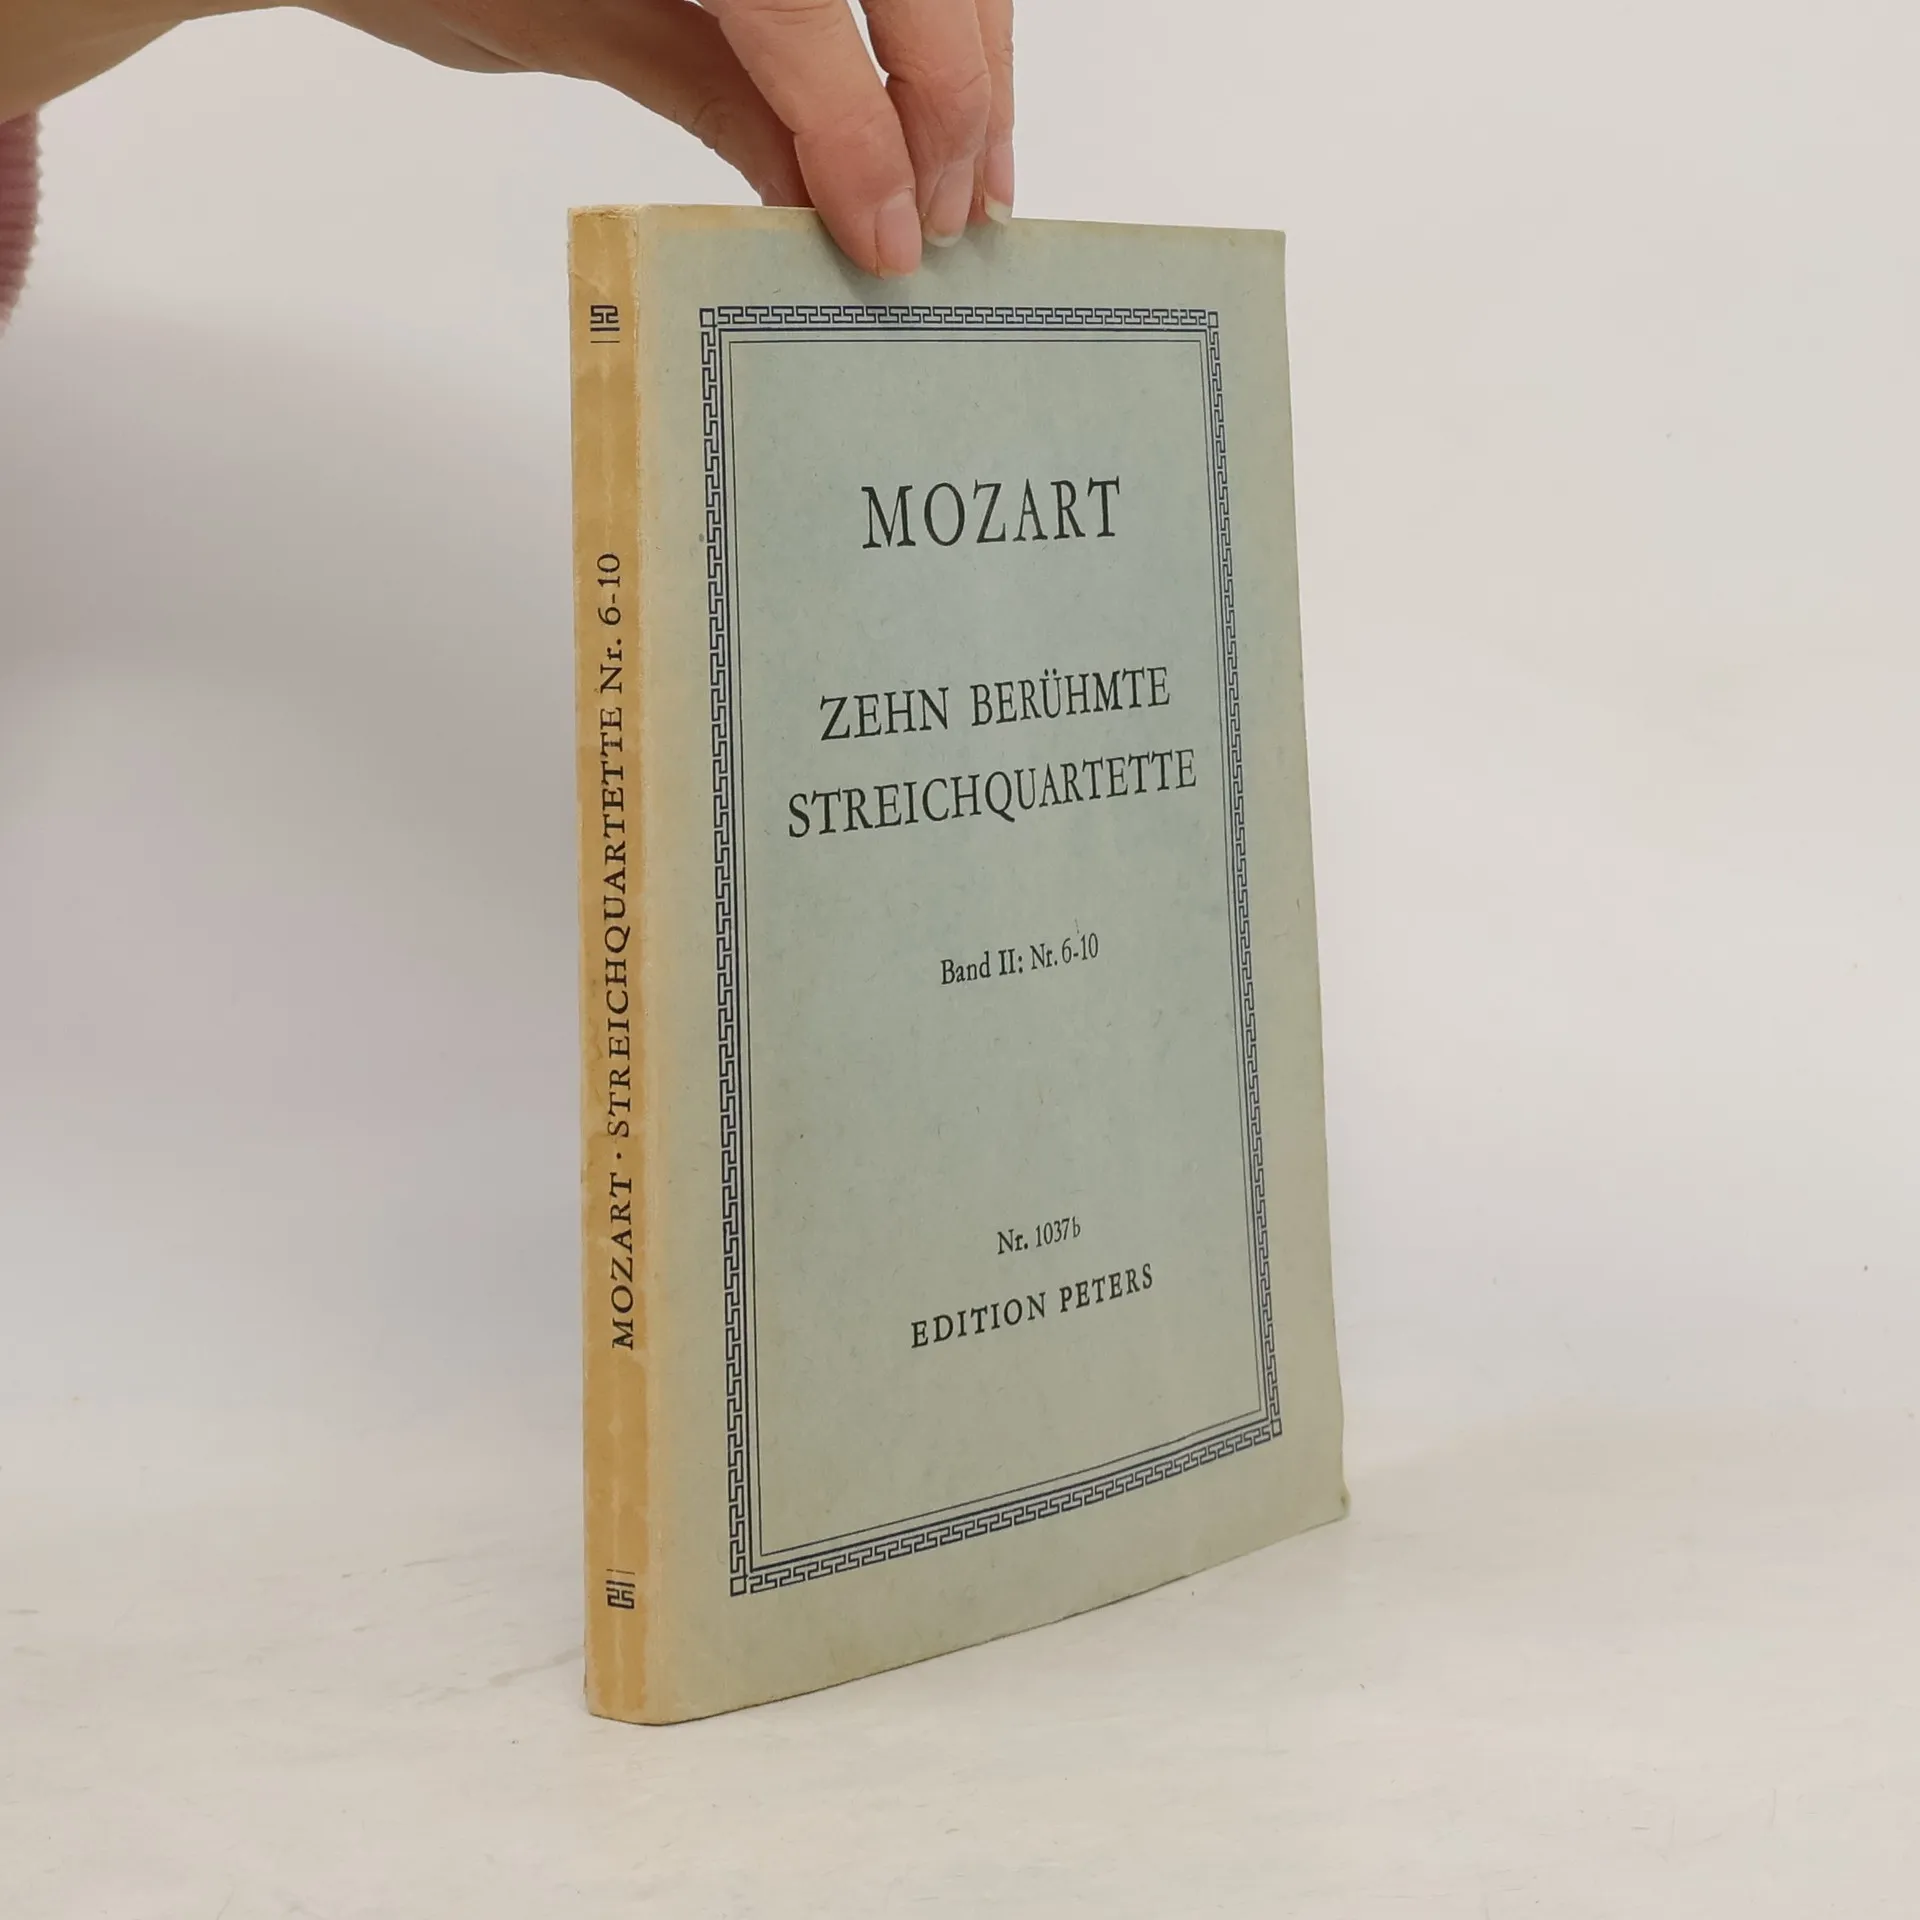 MOZART · STREICHQUARTETTE Nr. 6-10
MOZART
ZEHN BERÜHMTE
STREICHQUARTETTE
Band II: Nr. 6-10
Nr. 1037b
EDITION PETERS